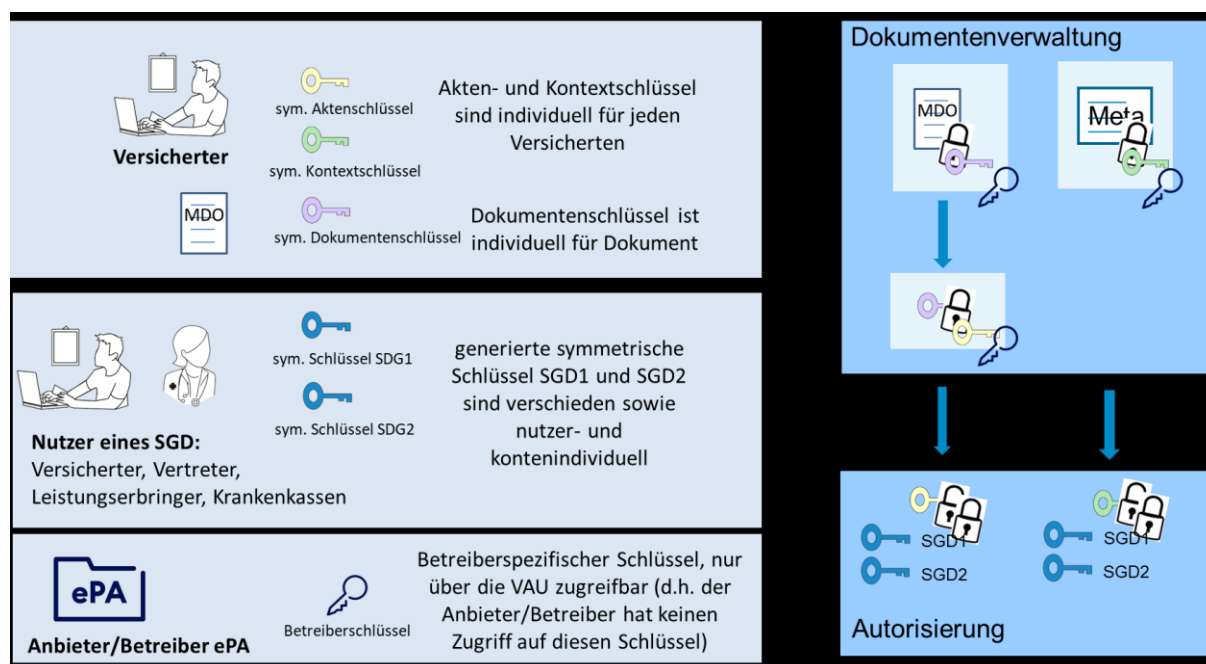 sym. Aktenschlüssel
Akten- und Kontextschlüssel
sind individuell für jeden
Versicherten
Versicherter
sym. Kontextschlüssel
MDO
sym. Dokumentenschlüssel
Dokumentenschlüssel ist
individuell für Dokument
sym. Schlüssel SDG1
sym. Schlüssel SDG2
generierte symmetrische
Schlüssel SGD1 und SGD2
sind verschieden sowie
nutzer- und
kontenindividuell
Nutzer eines SGD:
Versicherter, Vertreter,
Leistungserbringer, Krankenkassen
ePA
Anbieter/Betreiber ePA
Betreiberschlüssel
Betreiberspezifischer Schlüssel, nur
über die VAU zugreifbar (d.h. der
Anbieter/Betreiber hat keinen
Zugriff auf diesen Schlüssel)
Dokumentenverwaltung
MDO
Meta
SGD1
SGD2
SGD1
SGD2
Autorisierung